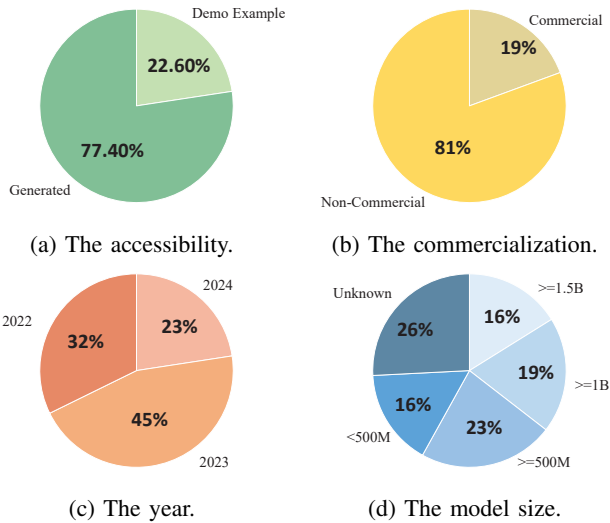 Demo Example
22.60%
77.40%
Generated
(a) The accessibility.
Commercial
19%
81%
Non-Commercial
(b) The commercialization.
2024
2022
23%
32%
45%
2023
(c) The year.
Unknown
>=1.5B
26%
16%
19%
>=1B
16%
23%
<500M
>=500M
(d) The model size.